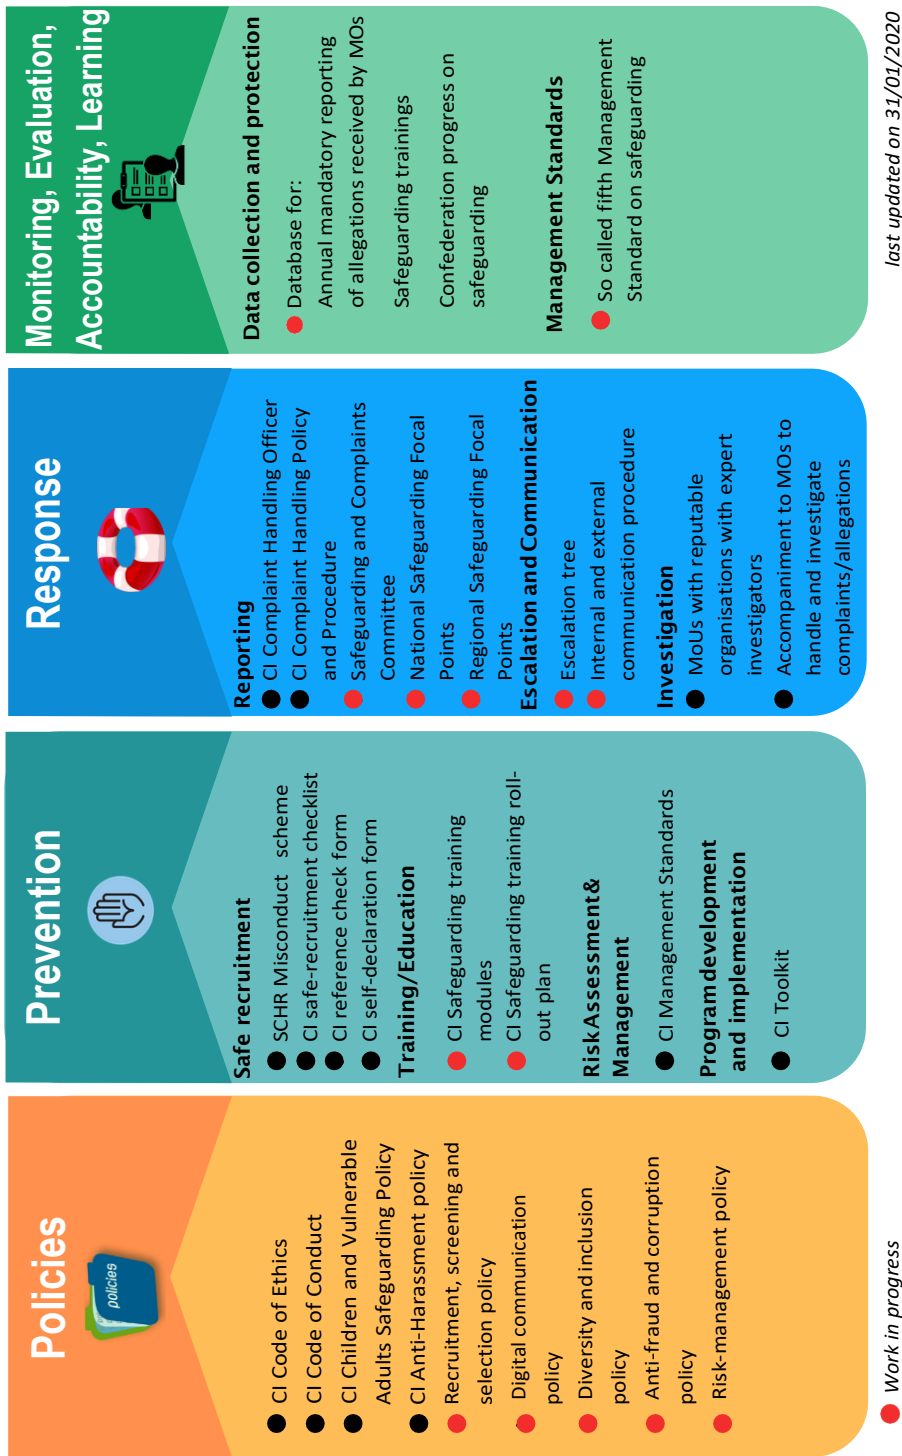 Policies
policies
CI Code of Ethics
CI Code of Conduct
CI Children and Vulnerable
Adults Safeguarding Policy
CI Anti-Harassment policy
Recruitment, screening and
selection policy
Digital communication
policy
Diversity and inclusion
policy
Anti-fraud and corruption
policy
Risk-management policy
Prevention
Safe recruitment
SCHR Misconduct scheme
CI safe-recruitment checklist
CI reference check form
CI self-declaration form
Training/Education
CI Safeguarding training
modules
CI Safeguarding training roll-
out plan
Risk Assessment &
Management
CI Management Standards
Program development
and implementation
CI Toolkit
Response
Reporting
CI Complaint Handling Officer
CI Complaint Handling Policy
and Procedure
Safeguarding and Complaints
Committee
National Safeguarding Focal
Points
Regional Safeguarding Focal
Points
Escalation and Communication
Escalation tree
Internal and external
communication procedure
Investigation
MoUs with reputable
organisations with expert
investigators
Accompaniment to MOs to
handle and investigate
complaints/allegations
Monitoring, Evaluation,
Accountability, Learning
Data collection and protection
Database for:
Annual mandatory reporting
of allegations received by MOs
Safeguarding trainings
Confederation progress on
safeguarding
Management Standards
So called fifth Management
Standard on safeguarding
Work in progress
last updated on 31/01/2020